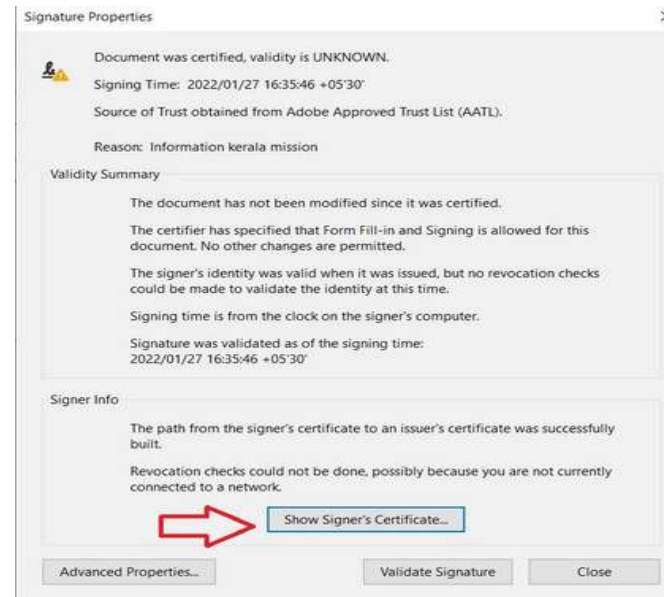 Signature Properties
Document was certified, validity is UNKNOWN.
Signing Time: 2022/01/27 16:35:46 +05'30'
Source of Trust obtained from Adobe Approved Trust List (AATL).
Reason: Information kerala mission
Validity Summary
The document has not been modified since it was certified.
The certifier has specified that Form Fill-in and Signing is allowed for this
document. No other changes are permitted.
The signer's identity was valid when it was issued, but no revocation checks
could be made to validate the identity at this time.
Signing time is from the clock on the signer's computer.
Signature was validated as of the signing time:
2022/01/27 16:35:46 +05'30'
Signer Info
The path from the signer's certificate to an issuer's certificate was successfully
built.
Revocation checks could not be done, possibly because you are not currently
connected to a network.
Show Signer's Certificate...
Advanced Properties...
Validate Signature
Close